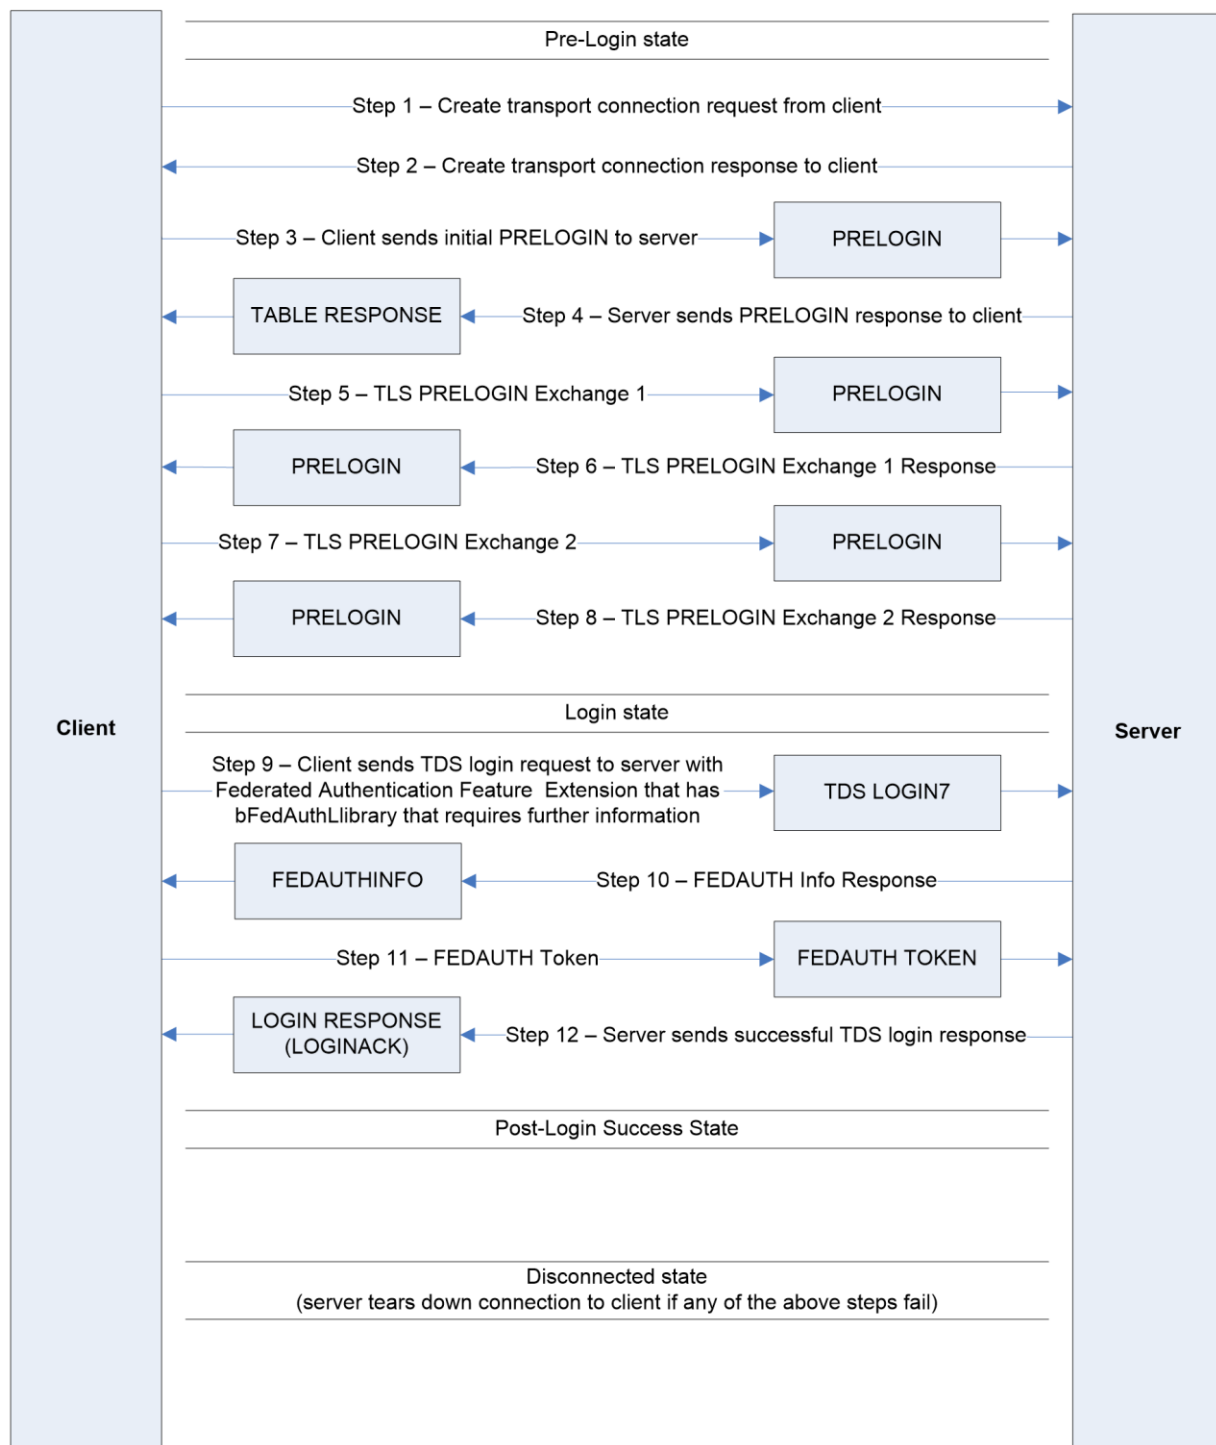 Pre-Login state
Step 1 – Create transport connection request from client
Step 2 – Create transport connection response to client
Step 3 – Client sends initial PRELOGIN to server
PRELOGIN
TABLE RESPONSE
Step 4 – Server sends PRELOGIN response to client
Step 5 – TLS PRELOGIN Exchange 1
PRELOGIN
PRELOGIN
Step 6 – TLS PRELOGIN Exchange 1 Response
Step 7 – TLS PRELOGIN Exchange 2
PRELOGIN
PRELOGIN
Step 8 – TLS PRELOGIN Exchange 2 Response
Client
Login state
Server
Step 9 – Client sends TDS login request to server with
Federated Authentication Feature  Extension that has
bFedAuthLlibrary that requires further information
TDS LOGIN7
FEDAUTHINFO
Step 10 – FEDAUTH Info Response
Step 11 – FEDAUTH Token
FEDAUTH TOKEN
LOGIN RESPONSE
(LOGINACK)
Step 12 – Server sends successful TDS login response
Post-Login Success State
Disconnected state
(server tears down connection to client if any of the above steps fail)